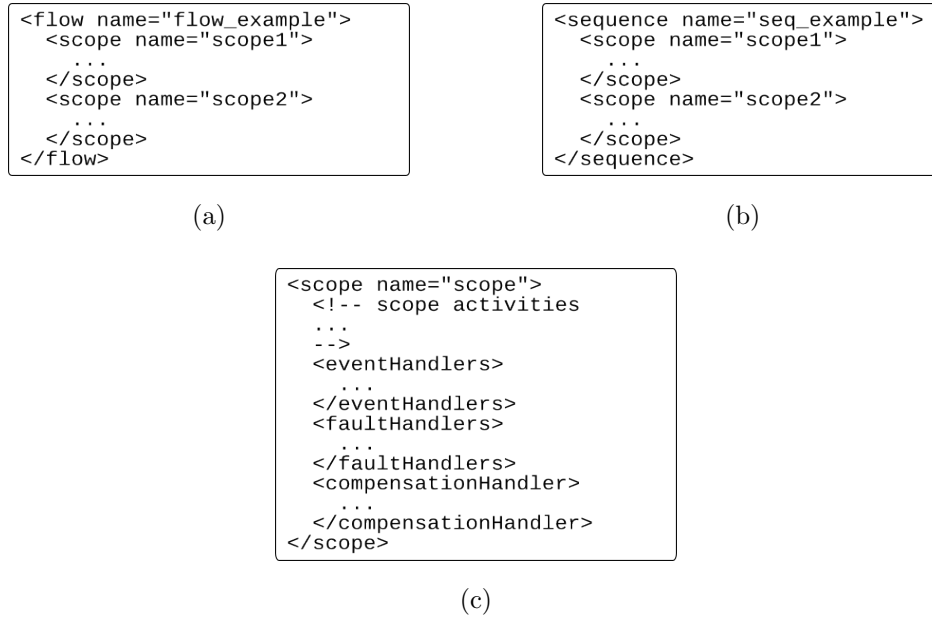 <flow name="flow_example">
  <scope name="scope1">
    ...
  </scope>
  <scope name="scope2">
    ...
  </scope>
</flow>
(a)
<sequence name="seq_example">
  <scope name="scope1">
    ...
  </scope>
  <scope name="scope2">
    ...
  </scope>
</sequence>
(b)
<scope name="scope">
  <!-- scope activities
  ...
  -->
  <eventHandlers>
    ...
  </eventHandlers>
  <faultHandlers>
    ...
  </faultHandlers>
  <compensationHandler>
    ...
  </compensationHandler>
</scope>
(c)